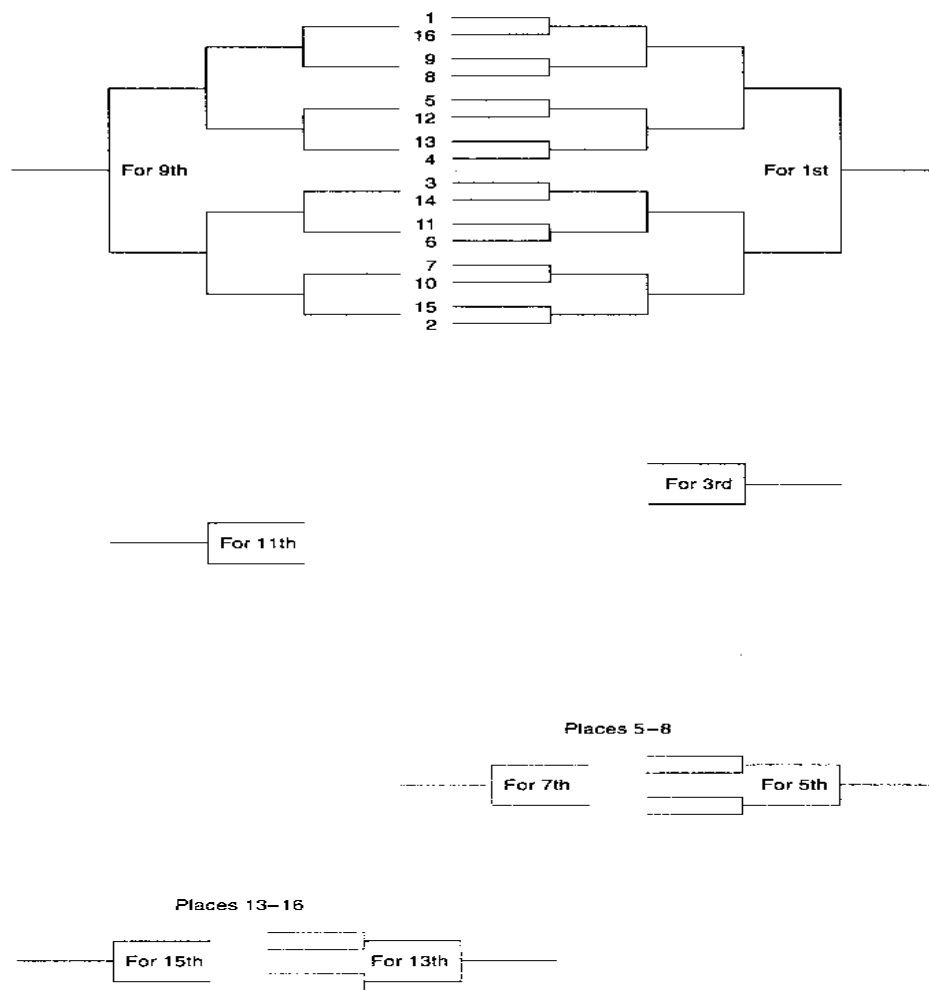 1
16
9
8
5
12
13
4
For 9th
For 1st
3
14
11
6
7
10
15
2
For 3rd
For 11th
Places 5–8
For 7th
For 5th
Places 13–16
For 15th
For 13th